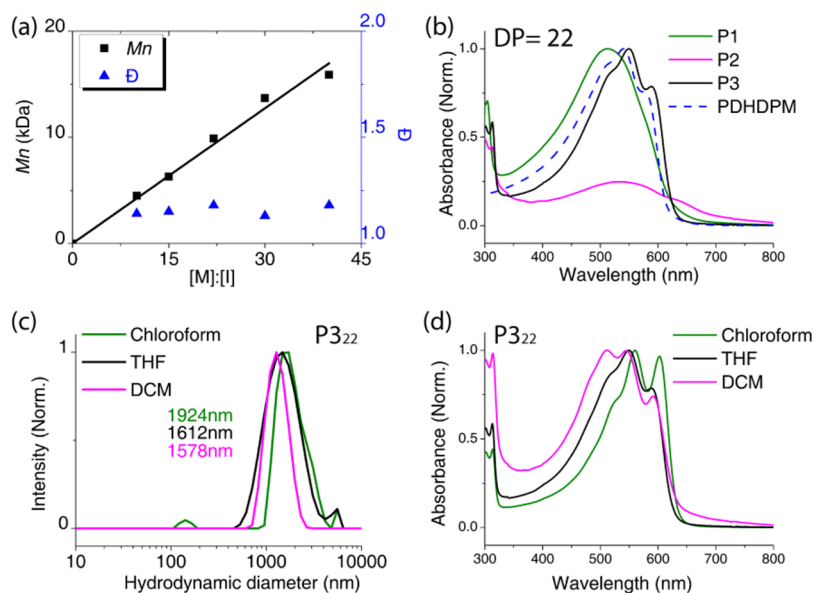 (a)
20
10
0
Mn (kDa)
Mn
Đ
2.0
1.5
1.0
Đ
0 15 30 45
[M]:[I]
(b) DP= 22
P1
P2
P3
PDHDPM
1.0
0.5
0.0
Absorbance (Norm.)
300 400 500 600 700 800
Wavelength (nm)
(c) P3₂₂
Chloroform
THF
DCM
1924nm
1612nm
1578nm
1
0
Intensity (Norm.)
10 100 1000 10000
Hydrodynamic diameter (nm)
(d) P3₂₂
Chloroform
THF
DCM
1.0
0.5
0.0
Absorbance (Norm.)
300 400 500 600 700 800
Wavelength (nm)